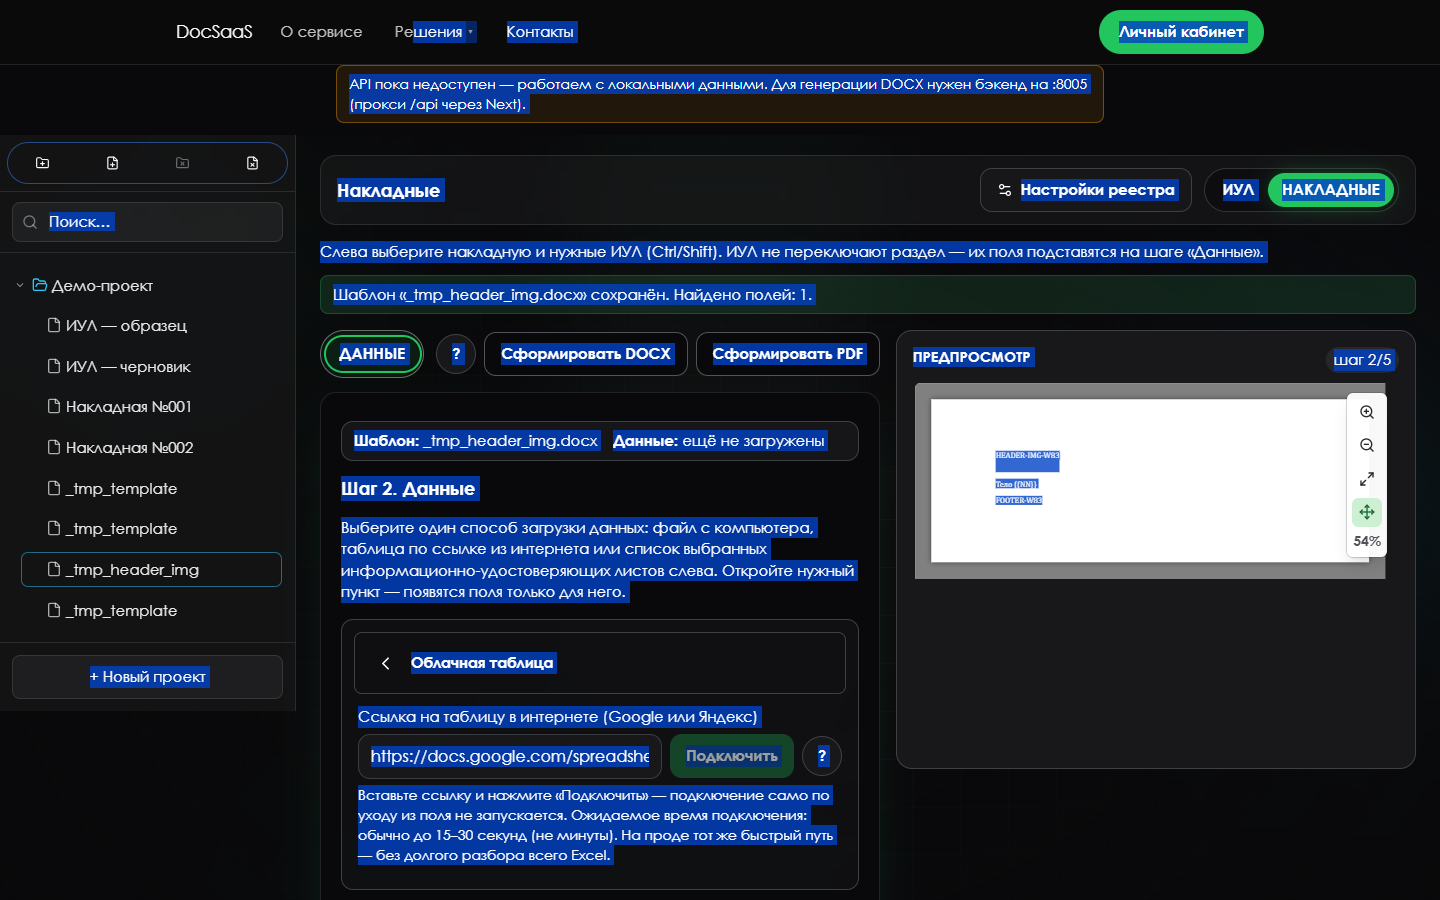 DocSaaS
О сервисе
Решения
Контакты
Личный кабинет
API пока недоступен — работаем с локальными данными. Для генерации DOCX нужен бэкенд на :8005
(прокси /api через Next).
Поиск...
Демо-проект
ИУЛ — образец
ИУЛ — черновик
Накладная №001
Накладная №002
_tmp_template
_tmp_template
_tmp_header_img
_tmp_template
+ Новый проект
Накладные
Настройки реестра
ИУЛ
НАКЛАДНЫЕ
Слева выберите накладную и нужные ИУЛ (Ctrl/Shift). ИУЛ не переключают раздел — их поля подставятся на шаге «Данные».
Шаблон «_tmp_header_img.docx» сохранён. Найдено полей: 1.
ДАННЫЕ
?
Сформировать DOCX
Сформировать PDF
Шаблон: _tmp_header_img.docx Данные: ещё не загружены
Шаг 2. Данные
Выберите один способ загрузки данных: файл с компьютера,
таблица по ссылке из интернета или список выбранных
информационно-удостоверяющих листов слева. Откройте нужный
пункт — появятся поля только для него.
Облачная таблица
Ссылка на таблицу в интернете (Google или Яндекс)
https://docs.google.com/spreadshe
Подключить
?
Вставьте ссылку и нажмите «Подключить» — подключение само по
уходу из поля не запускается. Ожидаемое время подключения:
обычно до 15–30 секунд (не минуты). На проде тот же быстрый путь
— без долгого разбора всего Excel.
ПРЕДПРОСМОТР
шаг 2/5
HEADER-IMG-W83
Тело {{NN}}.
FOOTER-W83
54%